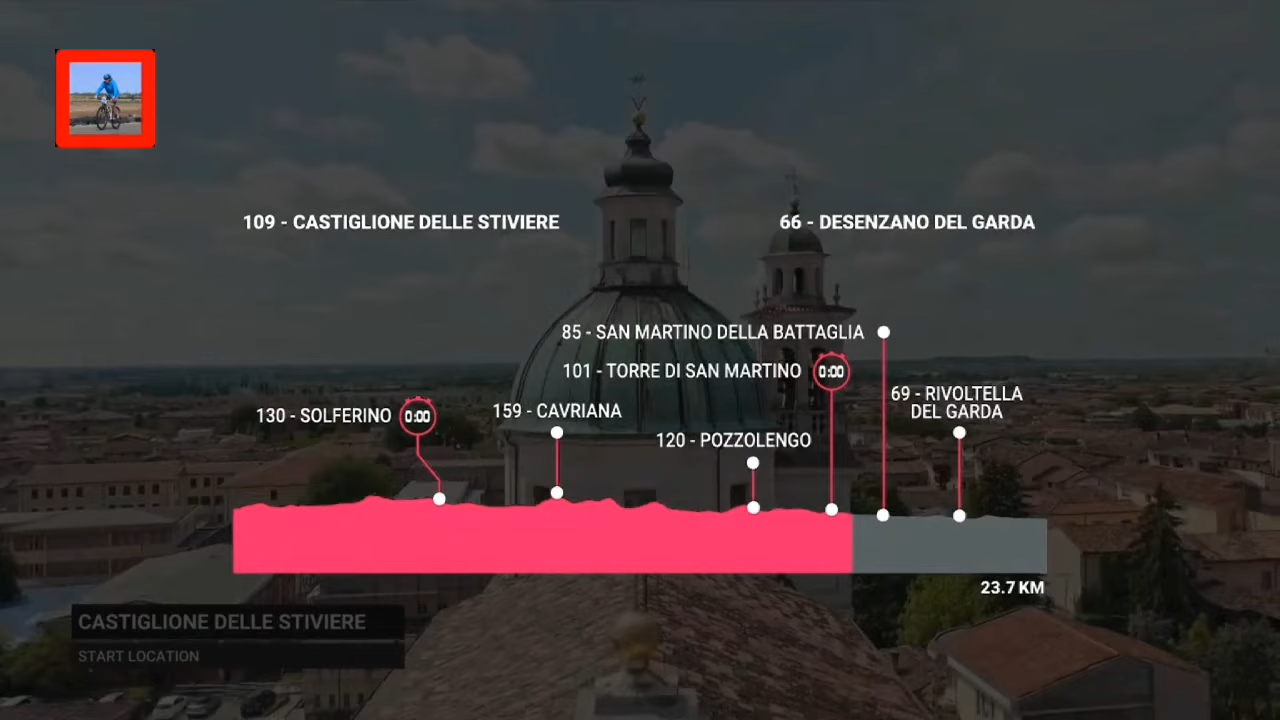 109 - CASTIGLIONE DELLE STIVIERE
66 - DESENZANO DEL GARDA
85 - SAN MARTINO DELLA BATTAGLIA
101 - TORRE DI SAN MARTINO
0:00
69 - RIVOLTELLA
DEL GARDA
130 - SOLFERINO
0:00
159 - CAVRIANA
120 - POZZOLENGO
23.7 KM
CASTIGLIONE DELLE STIVIERE
START LOCATION